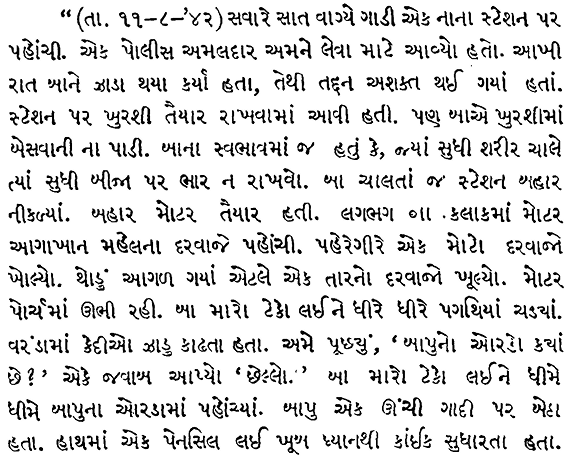 “(તા. ૧૧-૮-’૪૨) સવારે સાત વાગ્યે ગાડી એક નાના સ્ટેશન પર
પહોંચી. એક પોલીસ અમલદાર અમને લેવા માટે આવ્યો હતો. આખી
રાત બાને ઝાડા થયા કર્યા હતા, તેથી તદ્દન અશક્ત થઈ ગયાં હતાં.
સ્ટેશન પર ખુરશી તૈયાર રાખવામાં આવી હતી. પણ બાએ ખુરશીમાં
બેસવાની ના પાડી. બાના સ્વભાવમાં જ હતું કે, જ્યાં સુધી શરીર ચાલે
ત્યાં સુધી બીજા પર ભાર ન રાખવો. બા ચાલતાં જ સ્ટેશન બહાર
નીકળ્યાં. બહાર મોટર તૈયાર હતી. લગભગ ૦ાા કલાકમાં મોટર
આગાખાન મહેલના દરવાજે પહોંચી. પહેરેગીરે એક મોટો દરવાજો
ખોલ્યો. થોડું આગળ ગયાં એટલે એક તારનો દરવાજો ખૂલ્યો. મોટર
પોર્ચમાં ઊભી રહી. બા મારો ટેકો લઈને ધીરે ધીરે પગથિયાં ચડ્યાં.
વરંડામાં કેદીઓ ઝાડુ કાઢતા હતા. અમે પૂછ્યું, ‘બાપુનો ઓરડો ક્યાં
છે?’ એકે જવાબ આપ્યો ‘છેલ્લો.’ બા મારો ટેકો લઈને ધીમે
ધીમે બાપુના ઓરડામાં પહોંચ્યાં. બાપુ એક ઊંચી ગાદી પર બેઠા
હતા. હાથમાં એક પેનસિલ લઈ ખૂબ ધ્યાનથી કાંઈક સુધારતા હતા.